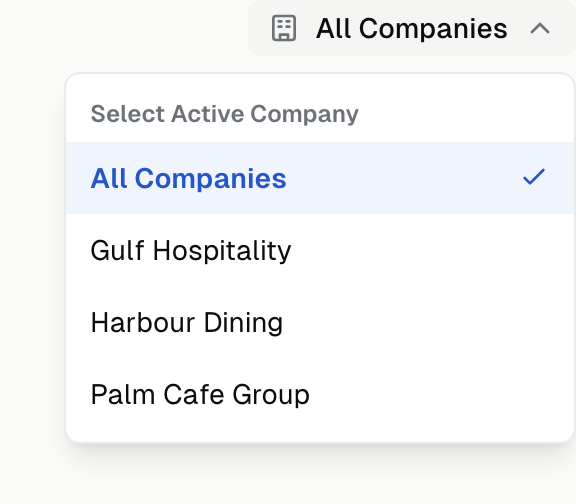 All Companies
Select Active Company
All Companies
Gulf Hospitality
Harbour Dining
Palm Cafe Group